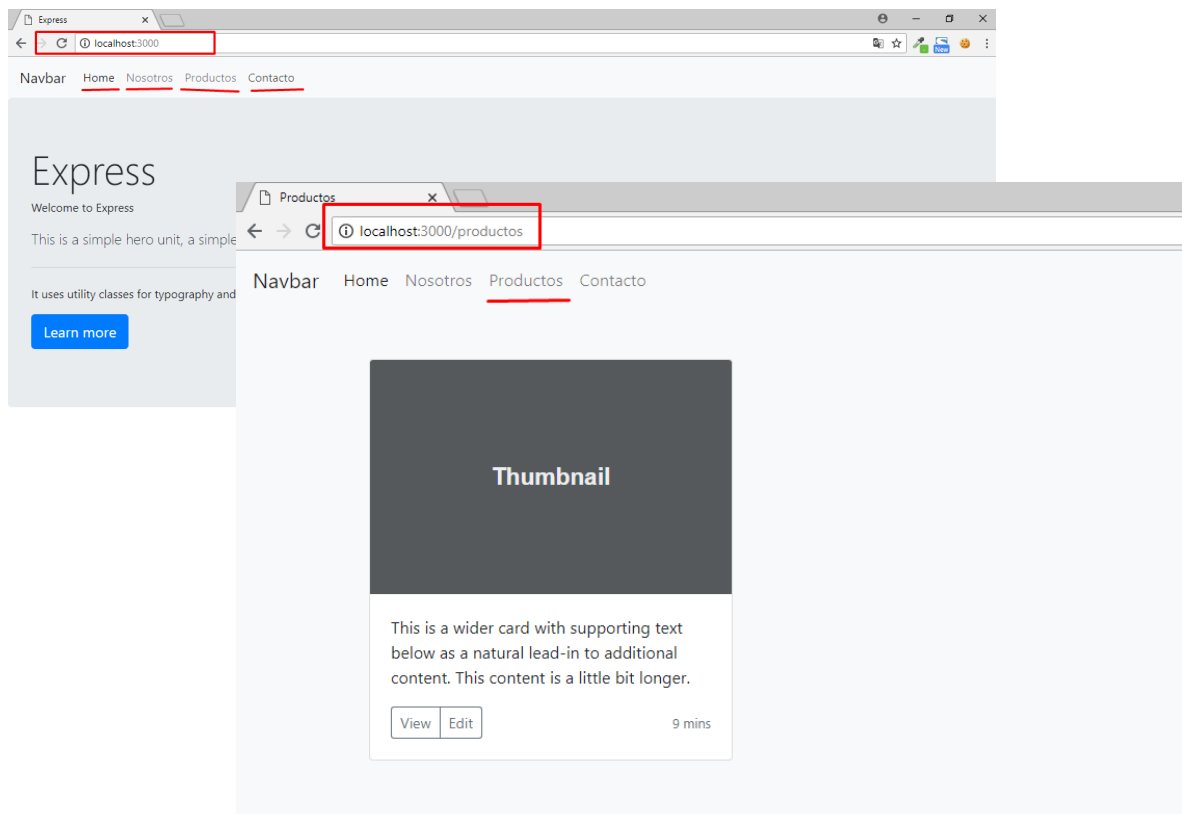 Express
localhost:3000
New
Navbar Home Nosotros Productos Contacto
Express
Welcome to Express
This is a simple hero unit, a simple
It uses utility classes for typography and
Learn more
Productos
localhost:3000/productos
Navbar Home Nosotros Productos Contacto
Thumbnail
This is a wider card with supporting text
below as a natural lead-in to additional
content. This content is a little bit longer.
View Edit 9 mins